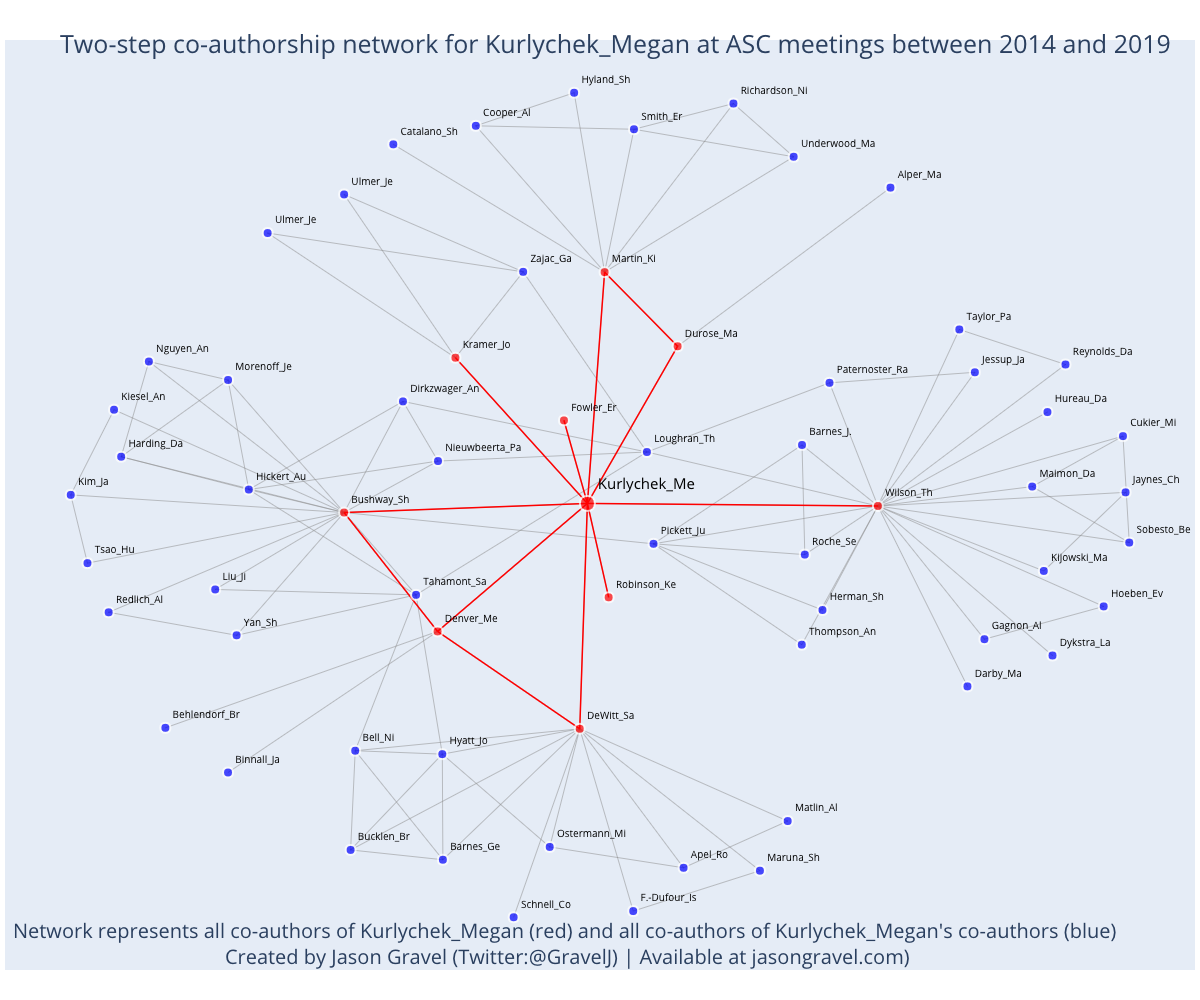 Two-step co-authorship network for Kurlychek_Megan at ASC meetings between 2014 and 2019
Hyland_Sh
Richardson_Ni
Cooper_Al
Smith_Er
Catalano_Sh
Underwood_Ma
Alper_Ma
Ulmer_Je
Ulmer_Je
Zajac_Ga
Martin_Ki
Taylor_Pa
Durose_Ma
Kramer_Jo
Nguyen_An
Reynolds_Da
Jessup_Ja
Morenoff_Je
Paternoster_Ra
Dirkzwager_An
Kiesel_An
Hureau_Da
Fowler_Er
Cukier_Mi
Barnes_J.
Harding_Da
Nieuwbeerta_Pa
Loughran_Th
Hickert_Au
Maimon_Da
Kim_Ja
Jaynes_Ch
Kurlychek_Me
Wilson_Th
Bushway_Sh
Pickett_Ju
Sobesto_Be
Roche_Se
Tsao_Hu
Kijowski_Ma
Liu_Ji
Tahamont_Sa
Robinson_Ke
Hoeben_Ev
Redlich_Al
Herman_Sh
Yan_Sh
Denver_Me
Gagnon_Al
Thompson_An
Dykstra_La
Darby_Ma
Behlendorf_Br
DeWitt_Sa
Bell_Ni
Hyatt_Jo
Binnall_Ja
Matlin_Al
Ostermann_Mi
Bucklen_Br
Barnes_Ge
Apel_Ro
Maruna_Sh
F.-Dufour_Is
Schnell_Co
Network represents all co-authors of Kurlychek_Megan (red) and all co-authors of Kurlychek_Megan's co-authors (blue)
Created by Jason Gravel (Twitter:@GravelJ) | Available at jasongravel.com)